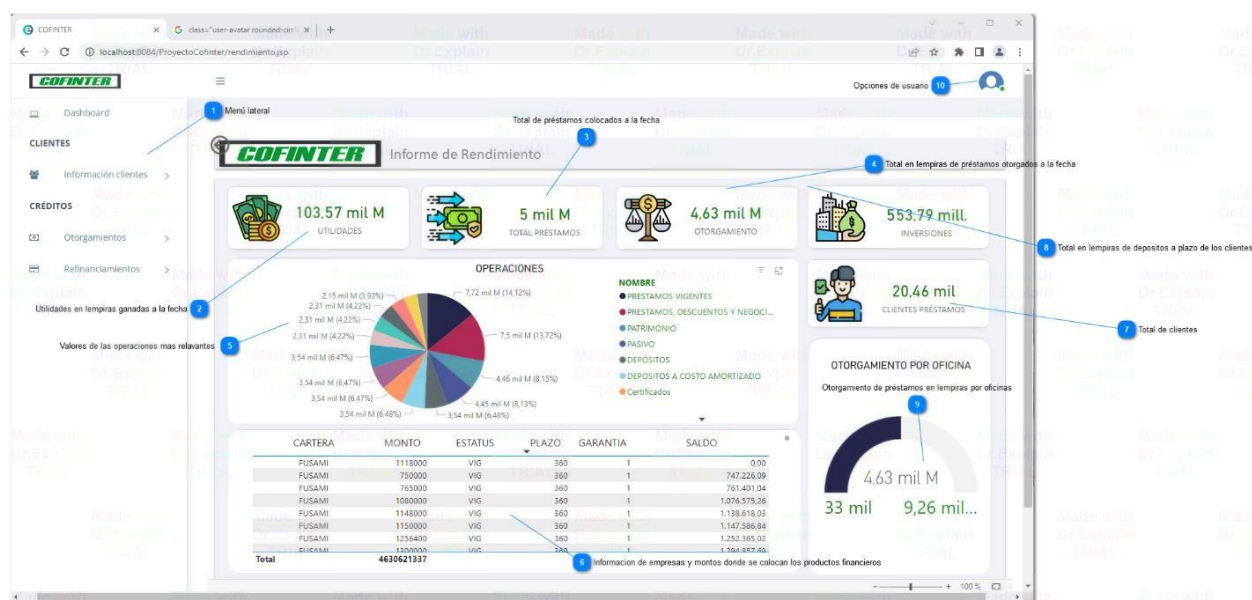 COFINTER
class="user-avatar rounded-circl
localhost:8084/ProyectoCofinter/rendimiento.jsp
COFINTER
Opciones de usuario 10
Dashboard
1 Menú lateral
CLIENTES
Información clientes
CRÉDITOS
Otorgamientos
Refinanciamientos
Total de préstamos colocados a la fecha
3
COFINTER Informe de Rendimiento
4 Total en lempiras de préstamos otorgados a la fecha
103,57 mil M
UTILIDADES
5 mil M
TOTAL PRÉSTAMOS
4,63 mil M
OTORGAMIENTO
553,79 mill.
INVERSIONES
8 Total en lempiras de depositos a plazo de los clientes
Utilidades en lempiras ganadas a la fecha 2
Valores de las operaciones mas relavantes 5
OPERACIONES
7,72 mil M (14,12%)
7,5 mil M (13,72%)
4,46 mil M (8,15%)
4,45 mil M (8,13%)
3,54 mil M (6,48%)
3,54 mil M (6,48%)
3,54 mil M (6,47%)
3,54 mil M (6,47%)
3,54 mil M (6,47%)
2,31 mil M (4,22%)
2,31 mil M (4,22%)
2,31 mil M (4,22%)
2,15 mil M (3,93%)
NOMBRE
PRESTAMOS VIGENTES
PRESTAMOS, DESCUENTOS Y NEGOCI...
PATRIMONIO
PASIVO
DEPOSITOS
DEPOSITOS A COSTO AMORTIZADO
Certificados
20,46 mil
CLIENTES PRÉSTAMOS
7 Total de clientes
OTORGAMIENTO POR OFICINA
Otorgamiento de préstamos en lempiras por oficinas
9
4,63 mil M
33 mil 9,26 mil...
CARTERA MONTO ESTATUS PLAZO GARANTIA SALDO
FUSAMI 1118000 VIG 360 1 0,00
FUSAMI 750000 VIG 360 1 747.226,09
FUSAMI 765000 VIG 360 1 761.401,04
FUSAMI 1080000 VIG 360 1 1.076.575,26
FUSAMI 1148000 VIG 360 1 1.138.618,03
FUSAMI 1150000 VIG 360 1 1.147.586,84
FUSAMI 1256400 VIG 360 1 1.252.365,02
FUSAMI 1300000 VIG 360 1 1.294.857,69
Total 4630621337
6 Informacion de empresas y montos donde se colocan los productos financieros
- + 100 %
Made with
Dr.Explain
TRIAL